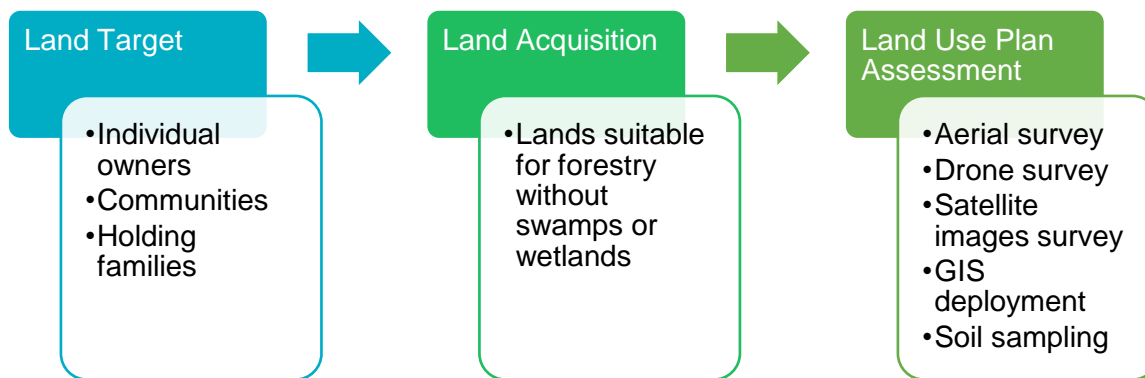 Land Target
•Individual
owners
•Communities
•Holding
families
Land Acquisition
•Lands suitable
for forestry
without
swamps or
wetlands
Land Use Plan
Assessment
•Aerial survey
•Drone survey
•Satellite
images survey
•GIS
deployment
•Soil sampling